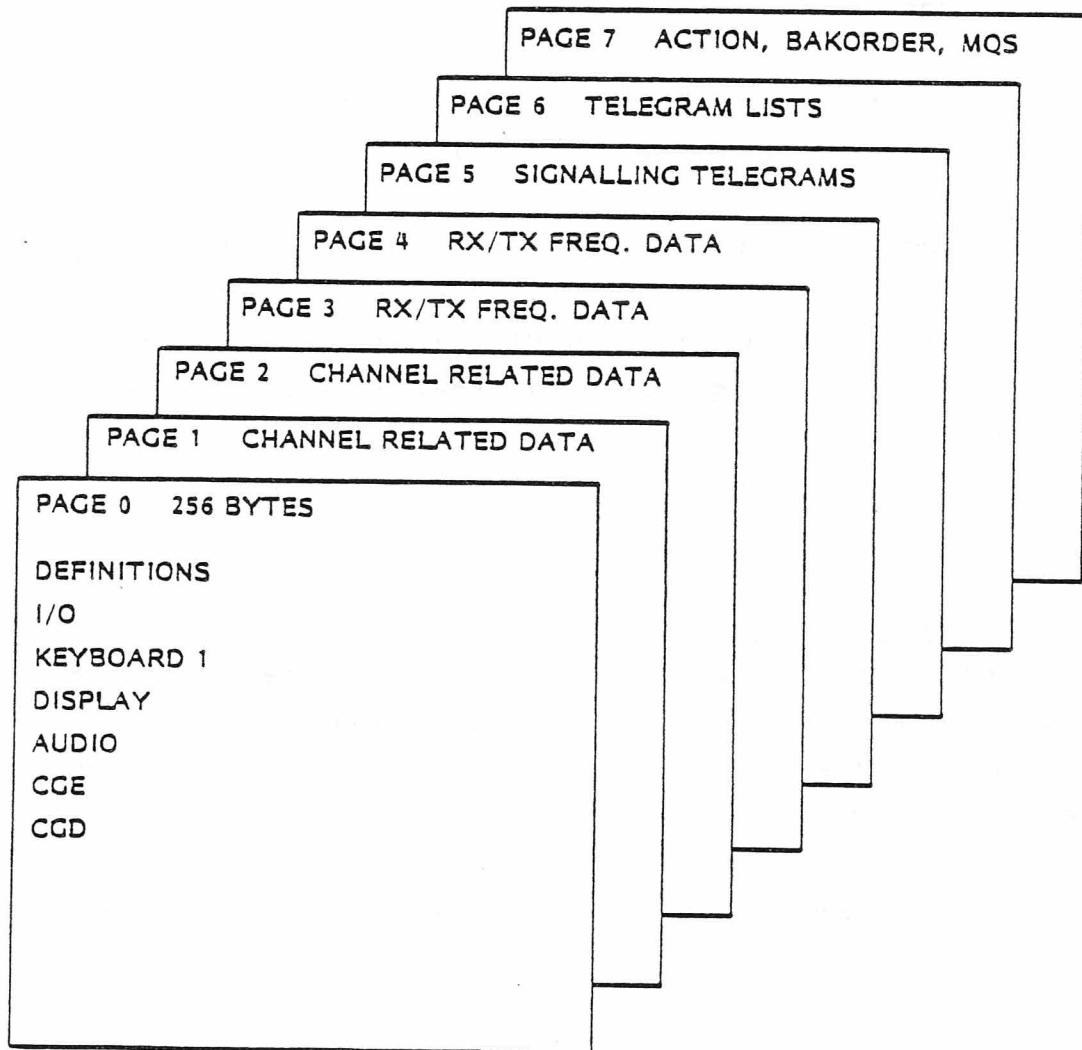 PAGE 7 ACTION, BAKORDER, MQS
PAGE 6 TELEGRAM LISTS
PAGE 5 SIGNALLING TELEGRAMS
PAGE 4 RX/TX FREQ. DATA
PAGE 3 RX/TX FREQ. DATA
PAGE 2 CHANNEL RELATED DATA
PAGE 1 CHANNEL RELATED DATA
PAGE 0 256 BYTES
DEFINITIONS
I/O
KEYBOARD 1
DISPLAY
AUDIO
CGE
CGD